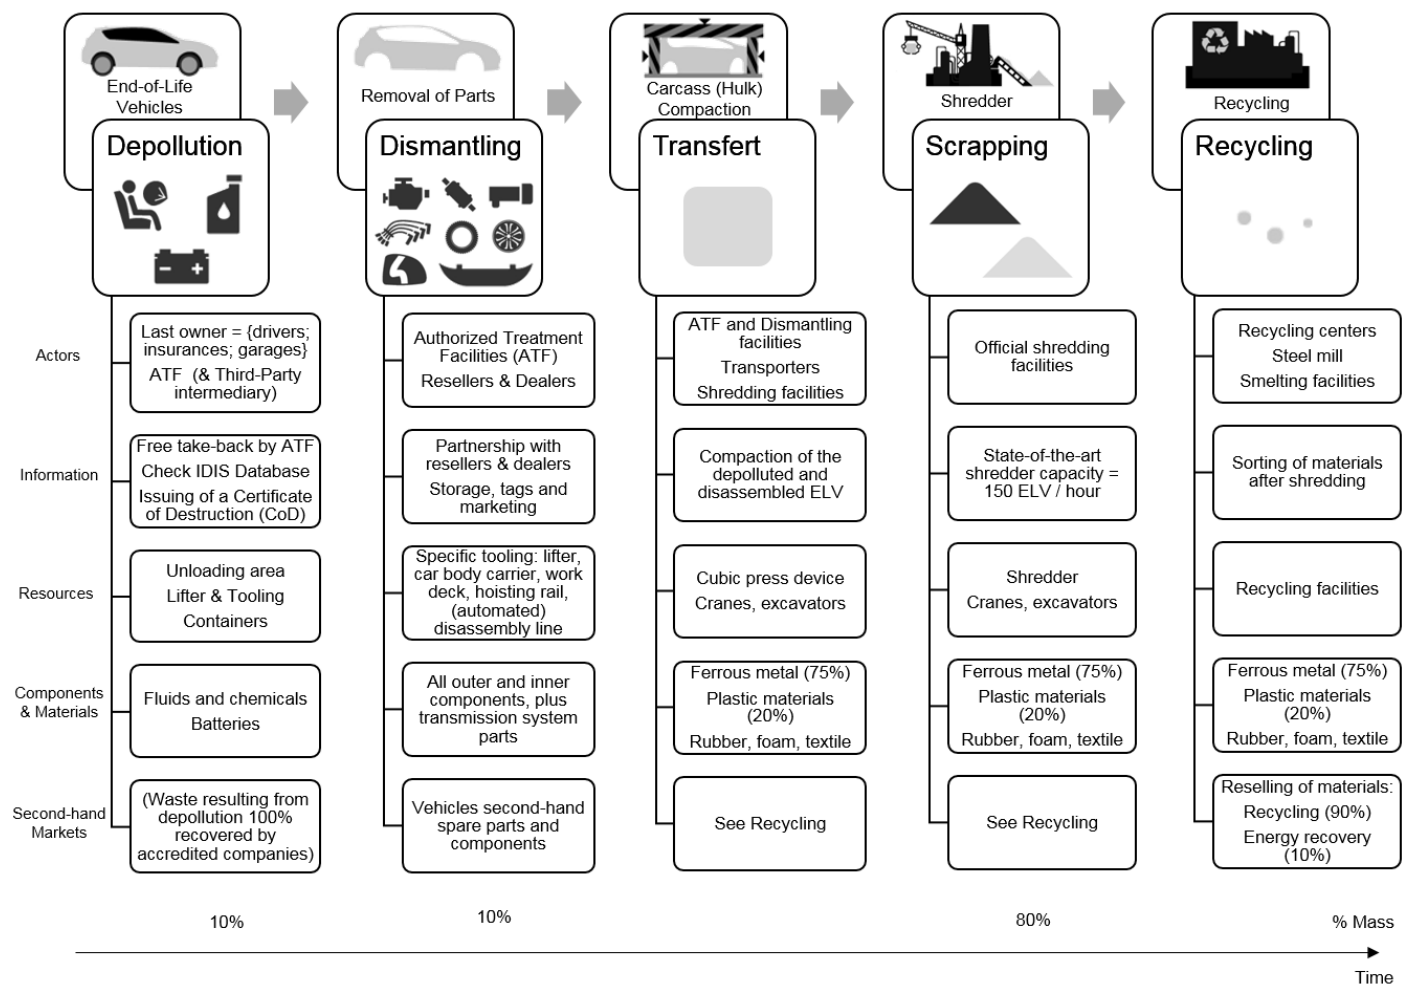 End-of-Life
Vehicles
Removal of Parts
Carcass (Hulk)
Compaction
Shredder
Recycling
Depollution
Dismantling
Transfert
Scrapping
Recycling
Actors
Last owner = {drivers;
insurances; garages}
ATF (& Third-Party
intermediary)
Authorized Treatment
Facilities (ATF)
Resellers & Dealers
ATF and Dismantling
facilities
Transporters
Shredding facilities
Official shredding
facilities
Recycling centers
Steel mill
Smelting facilities
Information
Free take-back by ATF
Check IDIS Database
Issuing of a Certificate
of Destruction (CoD)
Partnership with
resellers & dealers
Storage, tags and
marketing
Compaction of the
depolluted and
disassembled ELV
State-of-the-art
shredder capacity =
150 ELV / hour
Sorting of materials
after shredding
Resources
Unloading area
Lifter & Tooling
Containers
Specific tooling: lifter,
car body carrier, work
deck, hoisting rail,
(automated)
disassembly line
Cubic press device
Cranes, excavators
Shredder
Cranes, excavators
Recycling facilities
Components
& Materials
Fluids and chemicals
Batteries
All outer and inner
components, plus
transmission system
parts
Ferrous metal (75%)
Plastic materials
(20%)
Rubber, foam, textile
Ferrous metal (75%)
Plastic materials
(20%)
Rubber, foam, textile
Ferrous metal (75%)
Plastic materials
(20%)
Rubber, foam, textile
Second-hand
Markets
(Waste resulting from
depollution 100%
recovered by
accredited companies)
Vehicles second-hand
spare parts and
components
See Recycling
See Recycling
Reselling of materials:
Recycling (90%)
Energy recovery
(10%)
10%
10%
80%
% Mass
Time